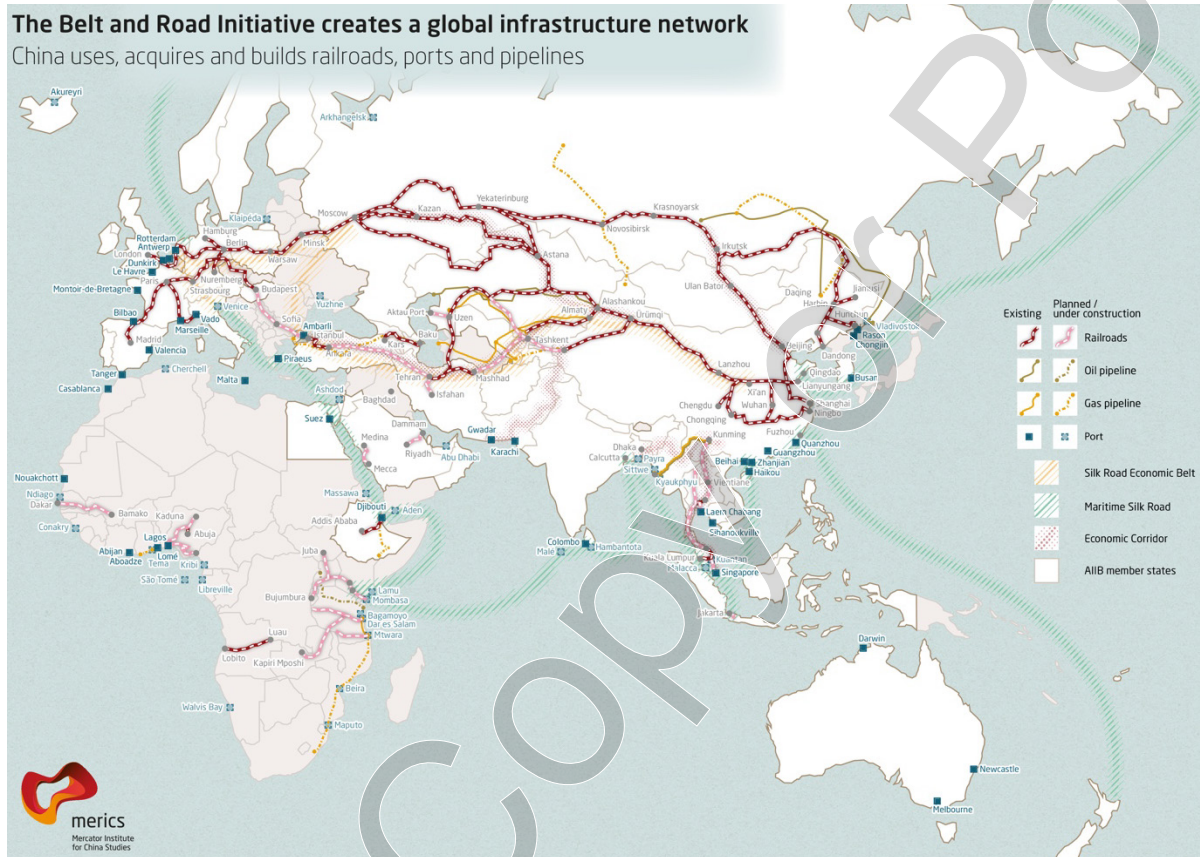 The Belt and Road Initiative creates a global infrastructure network
China uses, acquires and builds railroads, ports and pipelines
Akureyri
Arkhangelsk
Klaipėda
Moscow
Kazan
Yekaterinburg
Krasnoyarsk
Novosibirsk
Rotterdam
Antwerp
Hamburg
Berlin
Minsk
London
Dunkirk
Warsaw
Le Havre
Paris
Nuremberg
Strasbourg
Budapest
Montoir-de-Bretagne
Venice
Yuzhne
Astana
Irkutsk
Ulan Bator
Daqing
Harbin
Jianzisi
Huntsun
Vladivostok
Rason
Chongjin
Bilbao
Madrid
Marseille
Vado
Valencia
Sofia
Ambarli
Istanbul
Ankara
Kars
Baku
Aktau Port
Uzen
Almaty
Alashankou
Ürümqi
Tashkent
Beijing
Dandong
Busan
Tanger
Casablanca
Cherchell
Malta
Piraeus
Tehran
Mashhad
Isfahan
Baghdad
Ashdod
Suez
Lanzhou
Xi'an
Qingdao
Lianyungang
Shanghai
Ningbo
Wuhan
Chengdu
Chongqing
Fuzhou
Quanzhou
Guangzhou
Dammam
Medina
Riyadh
Mecca
Abu Dhabi
Gwadar
Karachi
Dhaka
Calcutta
Payra
Sittwe
Kyaukphyu
Kunming
Beihai
Zhanjian
Haikou
Vientiane
Laem Chabang
Sihanoukville
Nouakchott
Ndiago
Dakar
Bamako
Conakry
Kaduna
Abuja
Lagos
Lomé
Abijan
Aboadze
Tema
Kribi
São Tomé
Libreville
Massawa
Djibouti
Aden
Addis Ababa
Juba
Bujumbura
Lamu
Mombasa
Bagamoyo
Dar es Salam
Mtwara
Luau
Lobito
Kapiri Mposhi
Beira
Walvis Bay
Maputo
Colombo
Hambantota
Malé
Kuala Lumpur
Kuantan
Malacca
Singapore
Jakarta
Darwin
Newcastle
Melbourne
Existing
Planned /
under construction
Railroads
Oil pipeline
Gas pipeline
Port
Silk Road Economic Belt
Maritime Silk Road
Economic Corridor
AIIB member states
merics
Mercator Institute
for China Studies